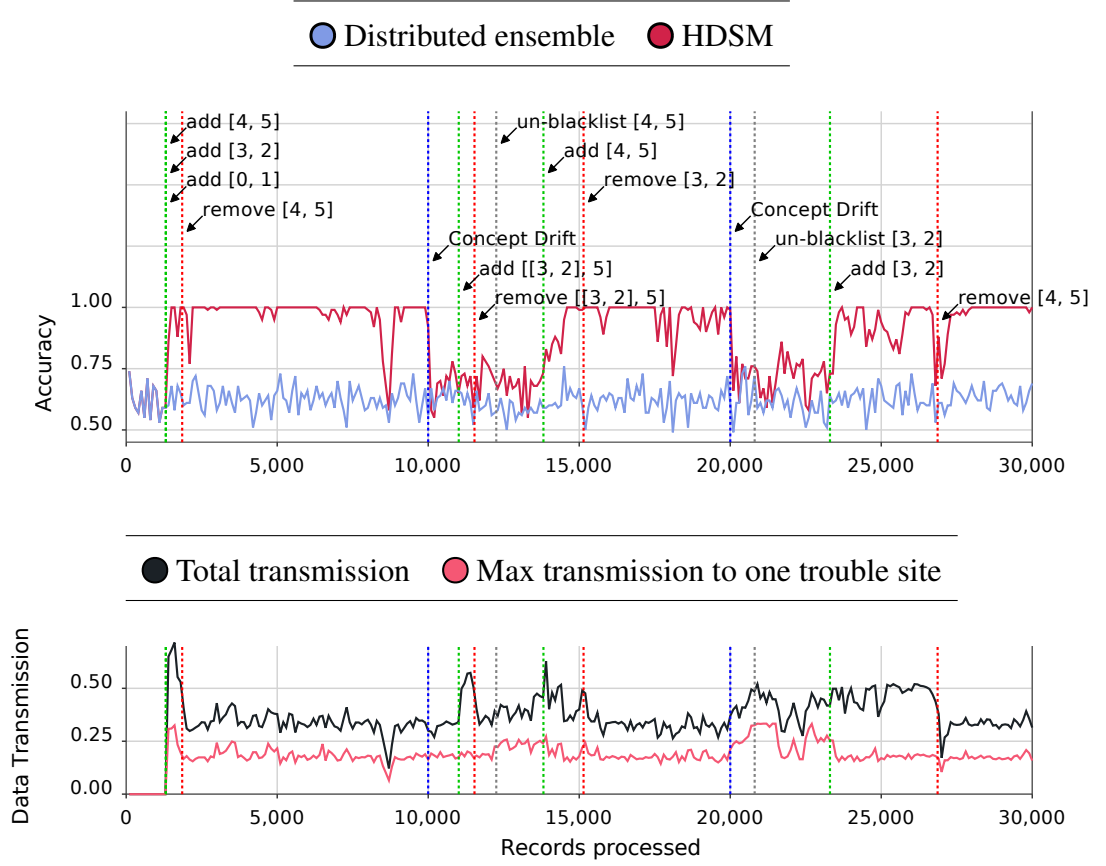 Distributed ensemble HDSM
add [4, 5]
un-blacklist [4, 5]
add [3, 2]
add [4, 5]
add [0, 1]
remove [3, 2]
remove [4, 5]
Concept Drift
Concept Drift
un-blacklist [3, 2]
add [[3, 2], 5]
add [3, 2]
remove [[3, 2], 5]
remove [4, 5]
1.00
0.75
0.50
Accuracy
0 5,000 10,000 15,000 20,000 25,000 30,000
Total transmission Max transmission to one trouble site
0.50
0.25
0.00
Data Transmission
0 5,000 10,000 15,000 20,000 25,000 30,000
Records processed